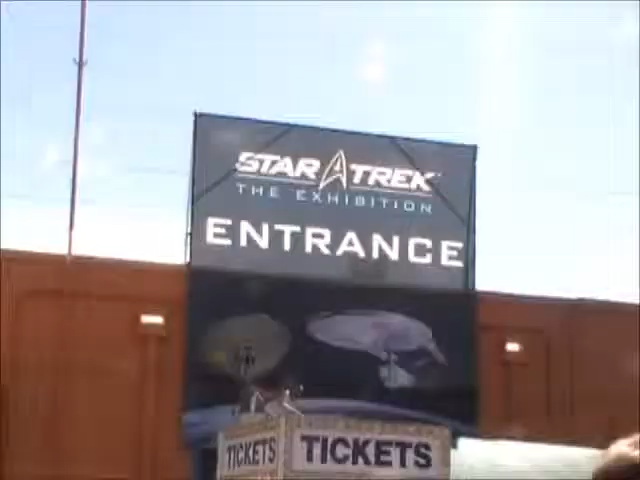 STAR TREK
THE EXHIBITION
ENTRANCE
TICKETS
TICKETS